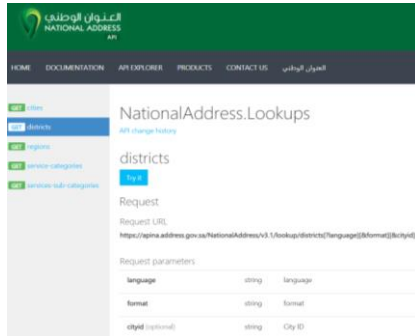 العنوان الوطني
NATIONAL ADDRESS
API
HOME DOCUMENTATION API EXPLORER PRODUCTS CONTACT US العنوان الوطني
GET cities
GET districts
GET regions
GET service-categories
GET services-sub-categories
NationalAddress.Lookups
API change history
districts
Try it
Request
Request URL
https://apina.address.gov.sa/NationalAddress/v3.1/lookup/districts[?language][&format][&cityid]
Request parameters
language string language
format string format
cityid (optional) string City ID